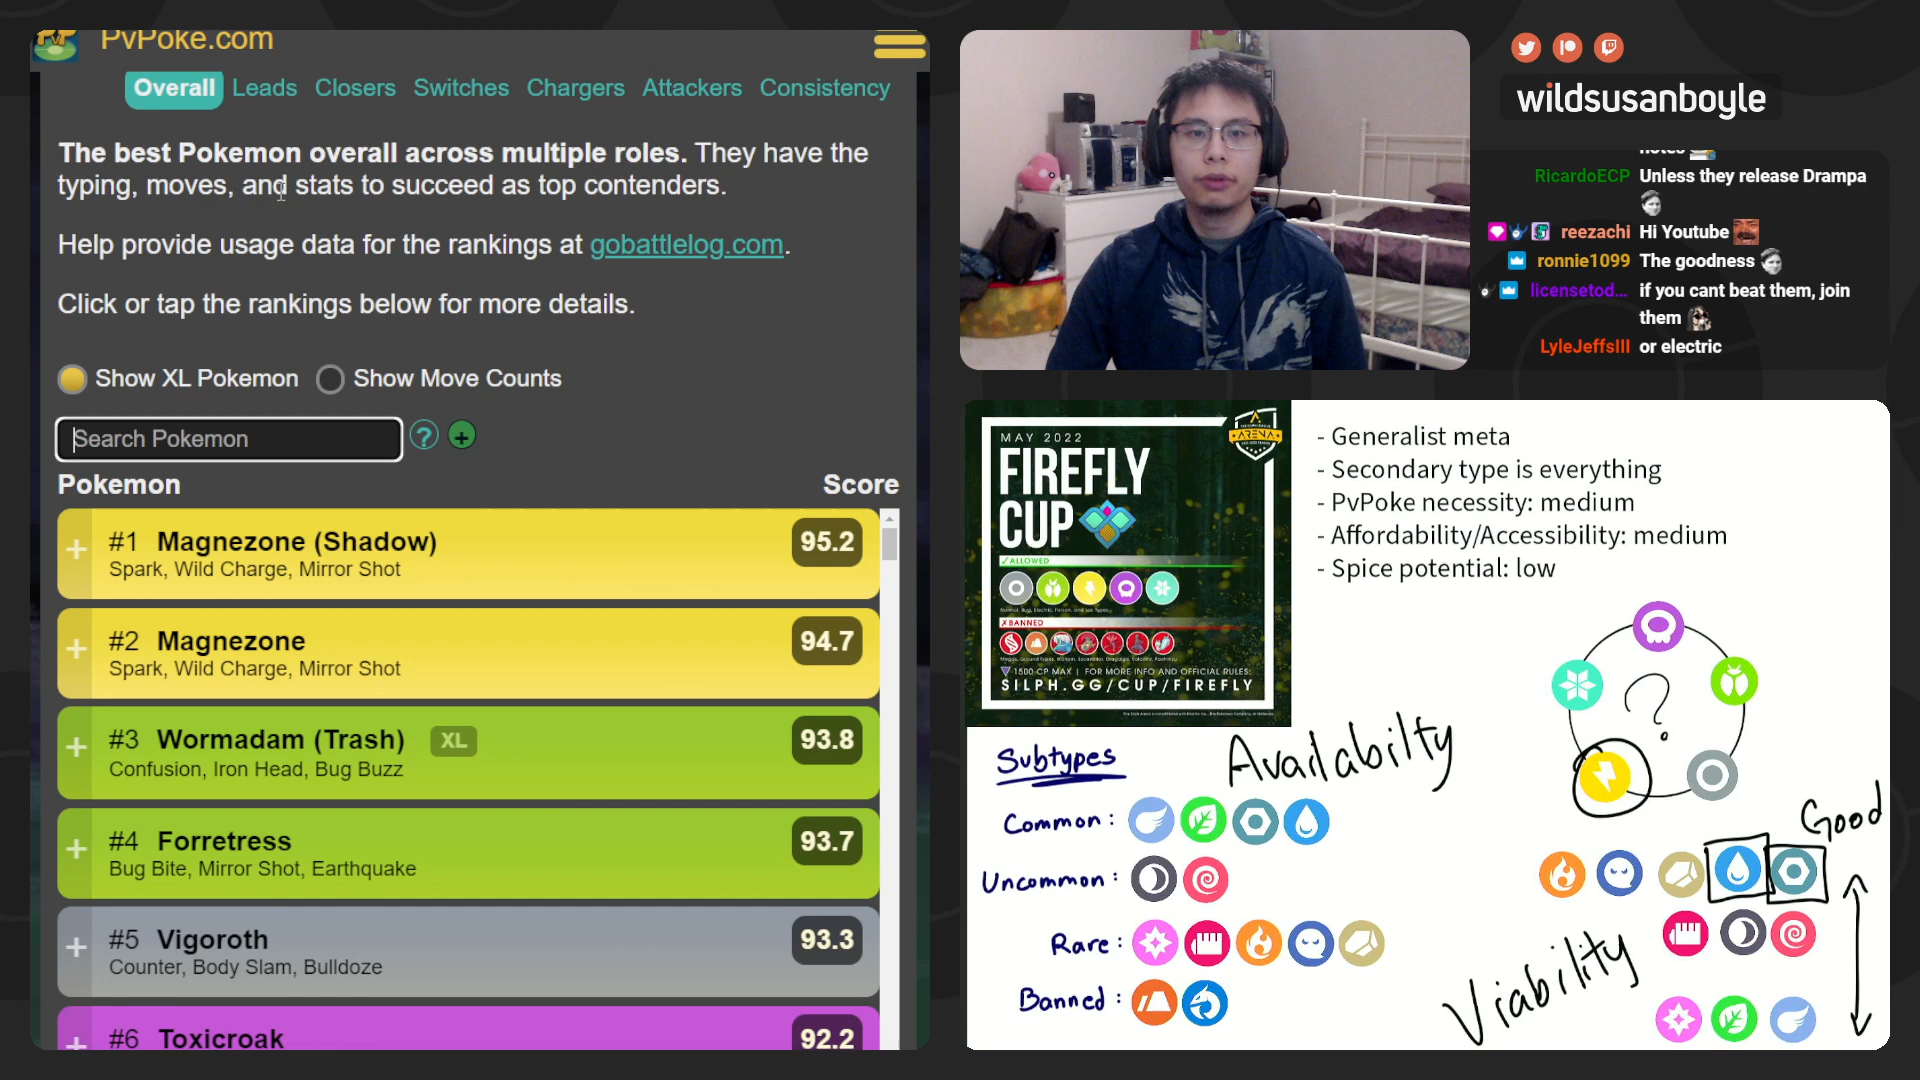 PvPoke.com
Overall Leads Closers Switches Chargers Attackers Consistency
The best Pokemon overall across multiple roles. They have the
typing, moves, and stats to succeed as top contenders.
Help provide usage data for the rankings at gobattlelog.com.
Click or tap the rankings below for more details.
Show XL Pokemon Show Move Counts
Search Pokemon ? +
Pokemon Score
+ #1 Magnezone (Shadow) 95.2
Spark, Wild Charge, Mirror Shot
+ #2 Magnezone 94.7
Spark, Wild Charge, Mirror Shot
+ #3 Wormadam (Trash) XL 93.8
Confusion, Iron Head, Bug Buzz
+ #4 Forretress 93.7
Bug Bite, Mirror Shot, Earthquake
+ #5 Vigoroth 93.3
Counter, Body Slam, Bulldoze
+ #6 Toxicroak 92.2
wildsusanboyle
notes
RicardoECP Unless they release Drampa
reezachi Hi Youtube
ronnie1099 The goodness
licensetod... if you cant beat them, join
them
LyleJeffsIII or electric
MAY 2022
ARENA
FIREFLY
CUP
✓ALLOWED
Normal, Bug, Electric, Poison, and Ice Types
✗BANNED
1500 CP MAX | FOR MORE INFO AND OFFICIAL RULES:
SILPH.GG/CUP/FIREFLY
- Generalist meta
- Secondary type is everything
- PvPoke necessity: medium
- Affordability/Accessibility: medium
- Spice potential: low
?
Subtypes
Availabilty
Common:
Uncommon:
Rare:
Banned:
Good
Viability